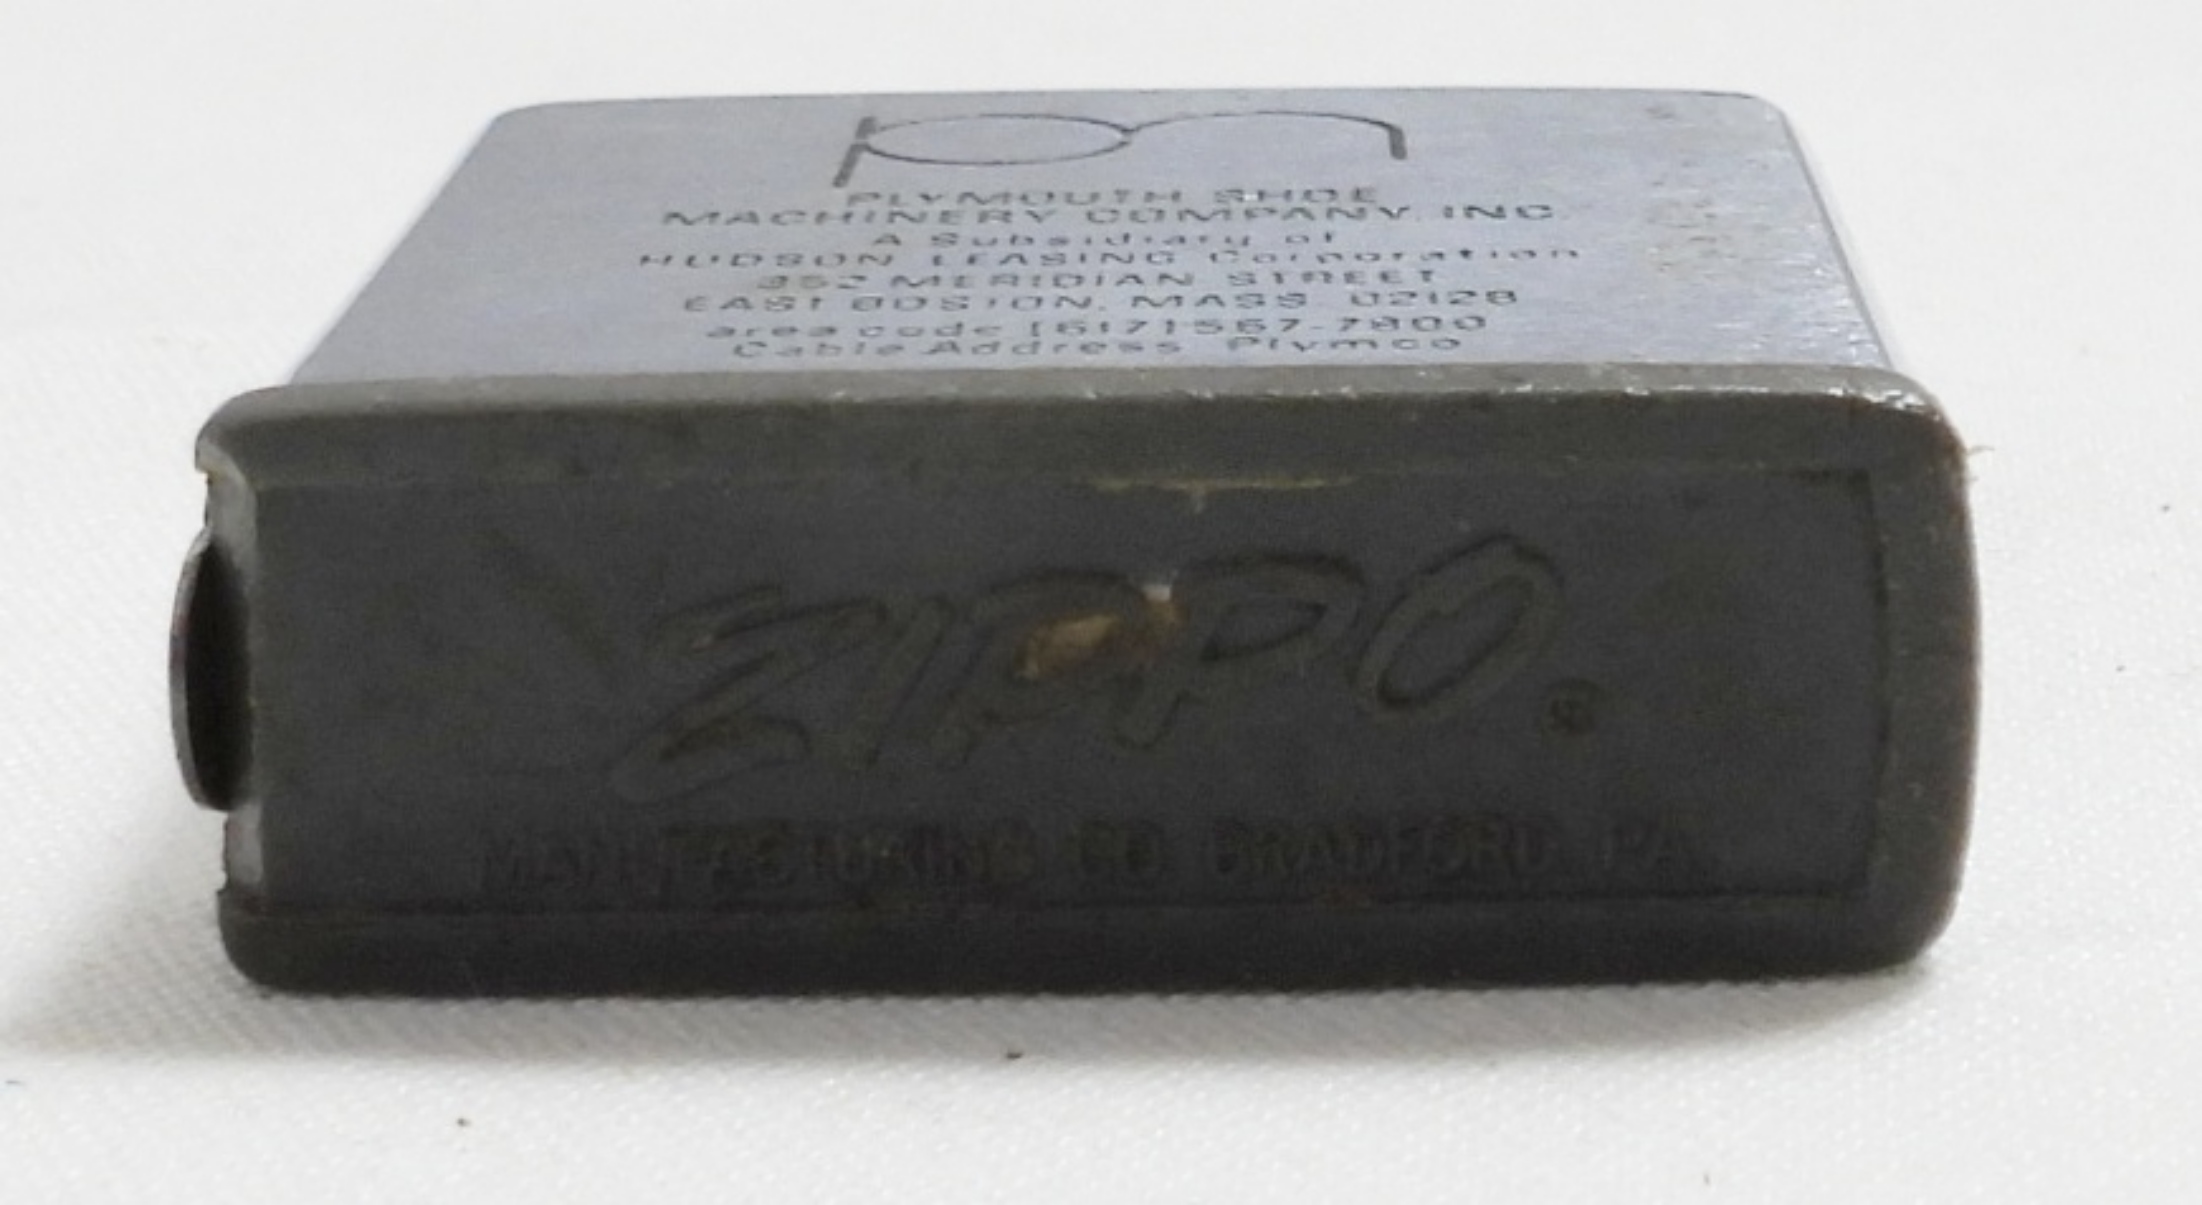 PLYMOUTH SHOE
MACHINERY COMPANY, INC.
A Subsidiary of
HUDSON LEASING Corporation
352 MERIDIAN STREET
EAST BOSTON, MASS 02128
area code [617] 567-7800
Cable Address Plymco
ZIPPO ®
MANUFACTURING CO. BRADFORD. PA.